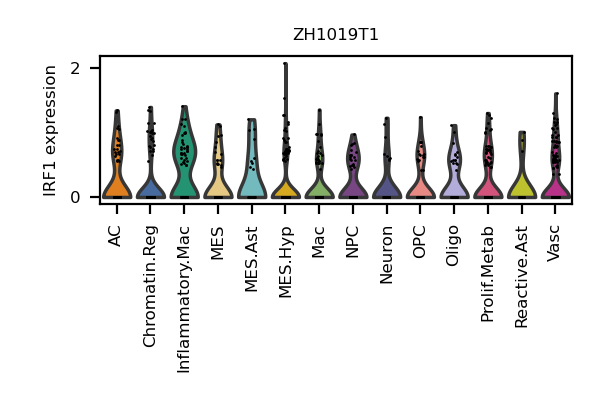 ZH1019T1
IRF1 expression
2
0
AC
Chromatin.Reg
Inflammatory.Mac
MES
MES.Ast
MES.Hyp
Mac
NPC
Neuron
OPC
Oligo
Prolif.Metab
Reactive.Ast
Vasc